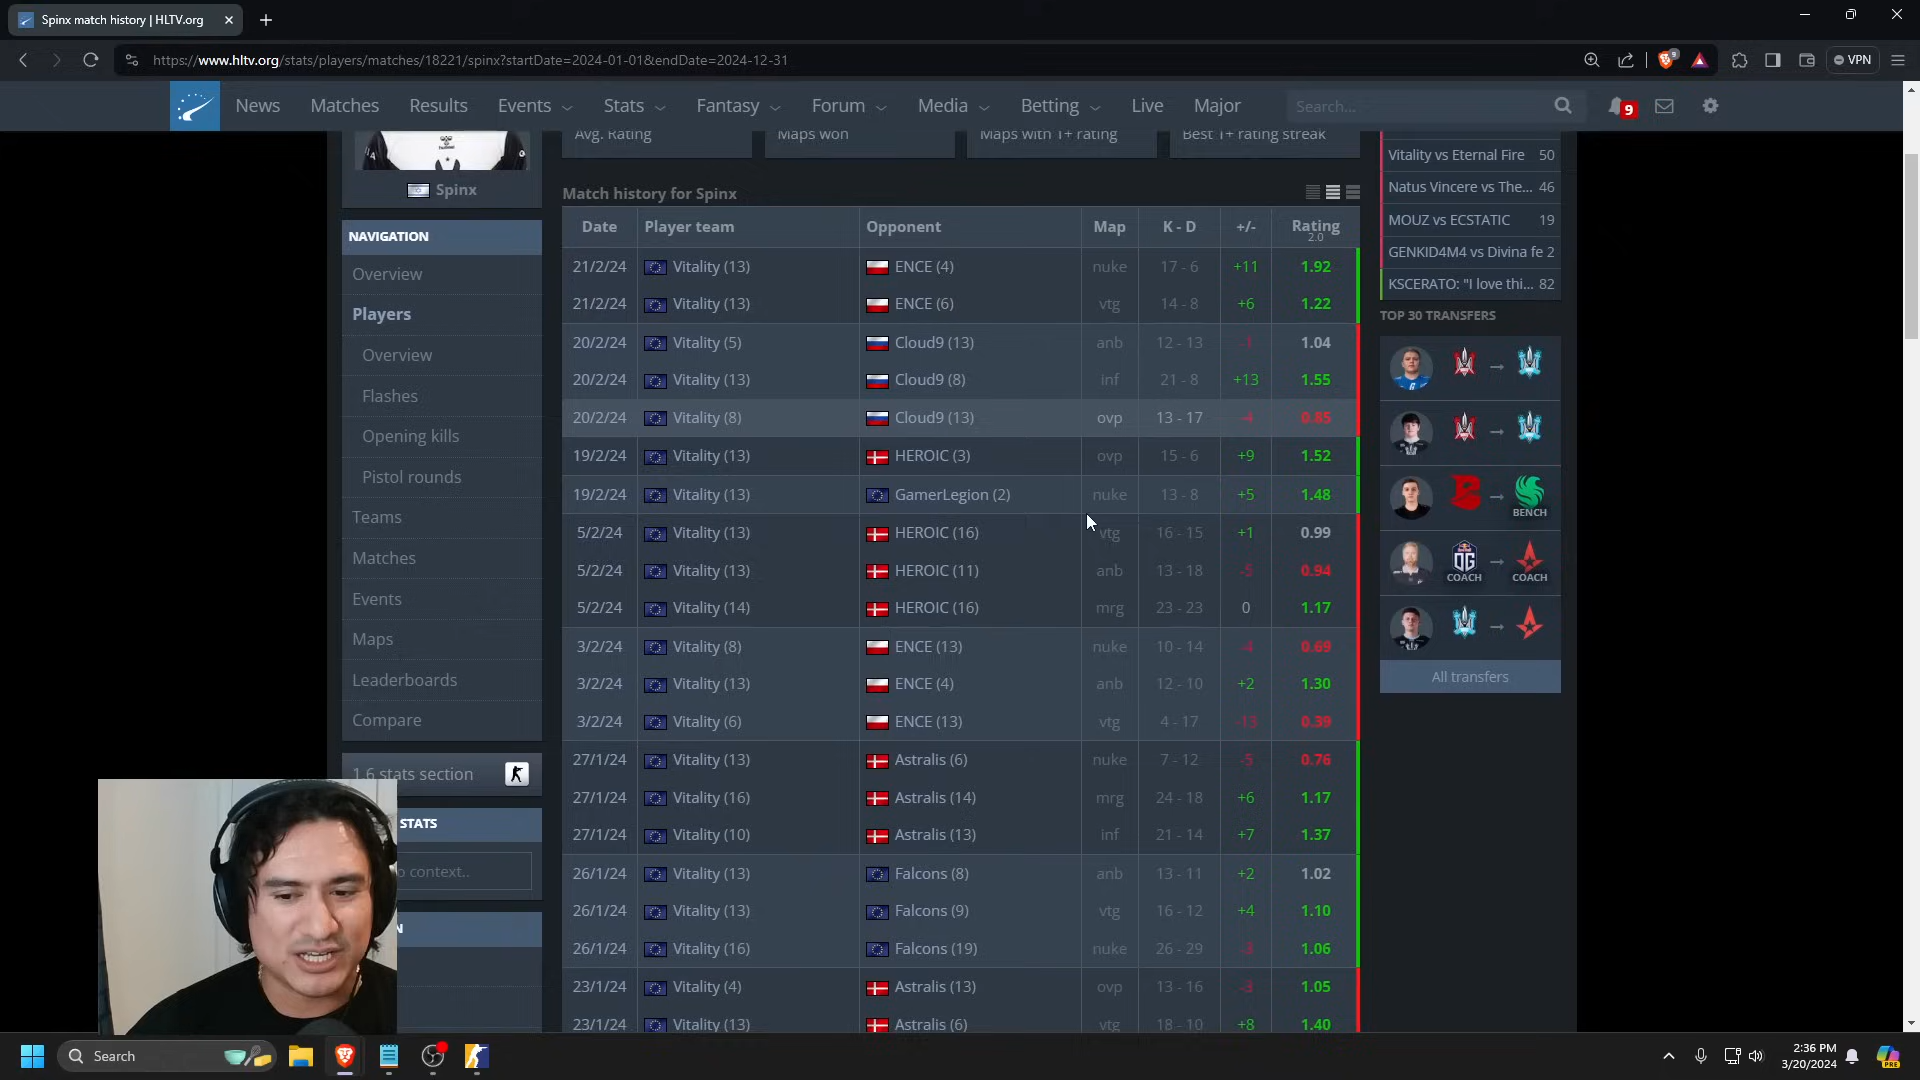 Spinx match history | HLTV.org
https://www.hltv.org/stats/players/matches/18221/spinx?startDate=2024-01-01&endDate=2024-12-31
9
VPN
News Matches Results Events Stats Fantasy Forum Media Betting Live Major Search... 9
Avg. Rating Maps won Maps with 1+ rating Best 1+ rating streak
Spinx
NAVIGATION
Overview
Players
Overview
Flashes
Opening kills
Pistol rounds
Teams
Matches
Events
Maps
Leaderboards
Compare
1.6 stats section
STATS
o context..
N
Match history for Spinx
Date Player team Opponent Map K - D +/- Rating 2.0
21/2/24 Vitality (13) ENCE (4) nuke 17 - 6 +11 1.92
21/2/24 Vitality (13) ENCE (6) vtg 14 - 8 +6 1.22
20/2/24 Vitality (5) Cloud9 (13) anb 12 - 13 -1 1.04
20/2/24 Vitality (13) Cloud9 (8) inf 21 - 8 +13 1.55
20/2/24 Vitality (8) Cloud9 (13) ovp 13 - 17 -4 0.85
19/2/24 Vitality (13) HEROIC (3) ovp 15 - 6 +9 1.52
19/2/24 Vitality (13) GamerLegion (2) nuke 13 - 8 +5 1.48
5/2/24 Vitality (13) HEROIC (16) vtg 16 - 15 +1 0.99
5/2/24 Vitality (13) HEROIC (11) anb 13 - 18 -5 0.94
5/2/24 Vitality (14) HEROIC (16) mrg 23 - 23 0 1.17
3/2/24 Vitality (8) ENCE (13) nuke 10 - 14 -4 0.69
3/2/24 Vitality (13) ENCE (4) anb 12 - 10 +2 1.30
3/2/24 Vitality (6) ENCE (13) vtg 4 - 17 -13 0.39
27/1/24 Vitality (13) Astralis (6) nuke 7 - 12 -5 0.76
27/1/24 Vitality (16) Astralis (14) mrg 24 - 18 +6 1.17
27/1/24 Vitality (10) Astralis (13) inf 21 - 14 +7 1.37
26/1/24 Vitality (13) Falcons (8) anb 13 - 11 +2 1.02
26/1/24 Vitality (13) Falcons (9) vtg 16 - 12 +4 1.10
26/1/24 Vitality (16) Falcons (19) nuke 26 - 29 -3 1.06
23/1/24 Vitality (4) Astralis (13) ovp 13 - 16 -3 1.05
23/1/24 Vitality (13) Astralis (6) vtg 18 - 10 +8 1.40
Vitality vs Eternal Fire 50
Natus Vincere vs The... 46
MOUZ vs ECSTATIC 19
GENKID4M4 vs Divina fe 2
KSCERATO: "I love thi... 82
TOP 30 TRANSFERS
BENCH
OG
COACH COACH
All transfers
Search
2:36 PM
3/20/2024
PRE